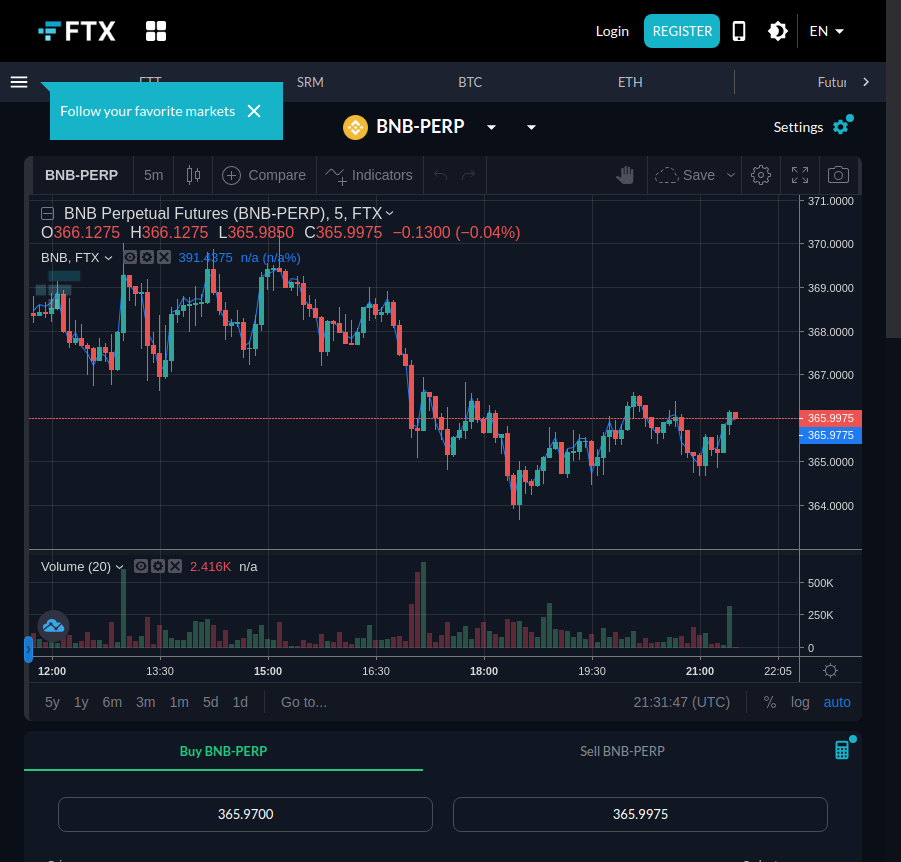 FTX Login REGISTER EN
FTT SRM BTC ETH Futur
Follow your favorite markets
BNB-PERP
Settings
BNB-PERP 5m Compare Indicators Save
BNB Perpetual Futures (BNB-PERP), 5, FTX
O366.1275 H366.1275 L365.9850 C365.9975 −0.1300 (−0.04%)
BNB, FTX 391.4375 n/a (n/a%)
371.0000
370.0000
369.0000
368.0000
367.0000
365.9975
365.9775
365.0000
364.0000
Volume (20) 2.416K n/a
500K
250K
0
12:00 13:30 15:00 16:30 18:00 19:30 21:00 22:05
5y 1y 6m 3m 1m 5d 1d Go to... 21:31:47 (UTC) % log auto
Buy BNB-PERP Sell BNB-PERP
365.9700 365.9975